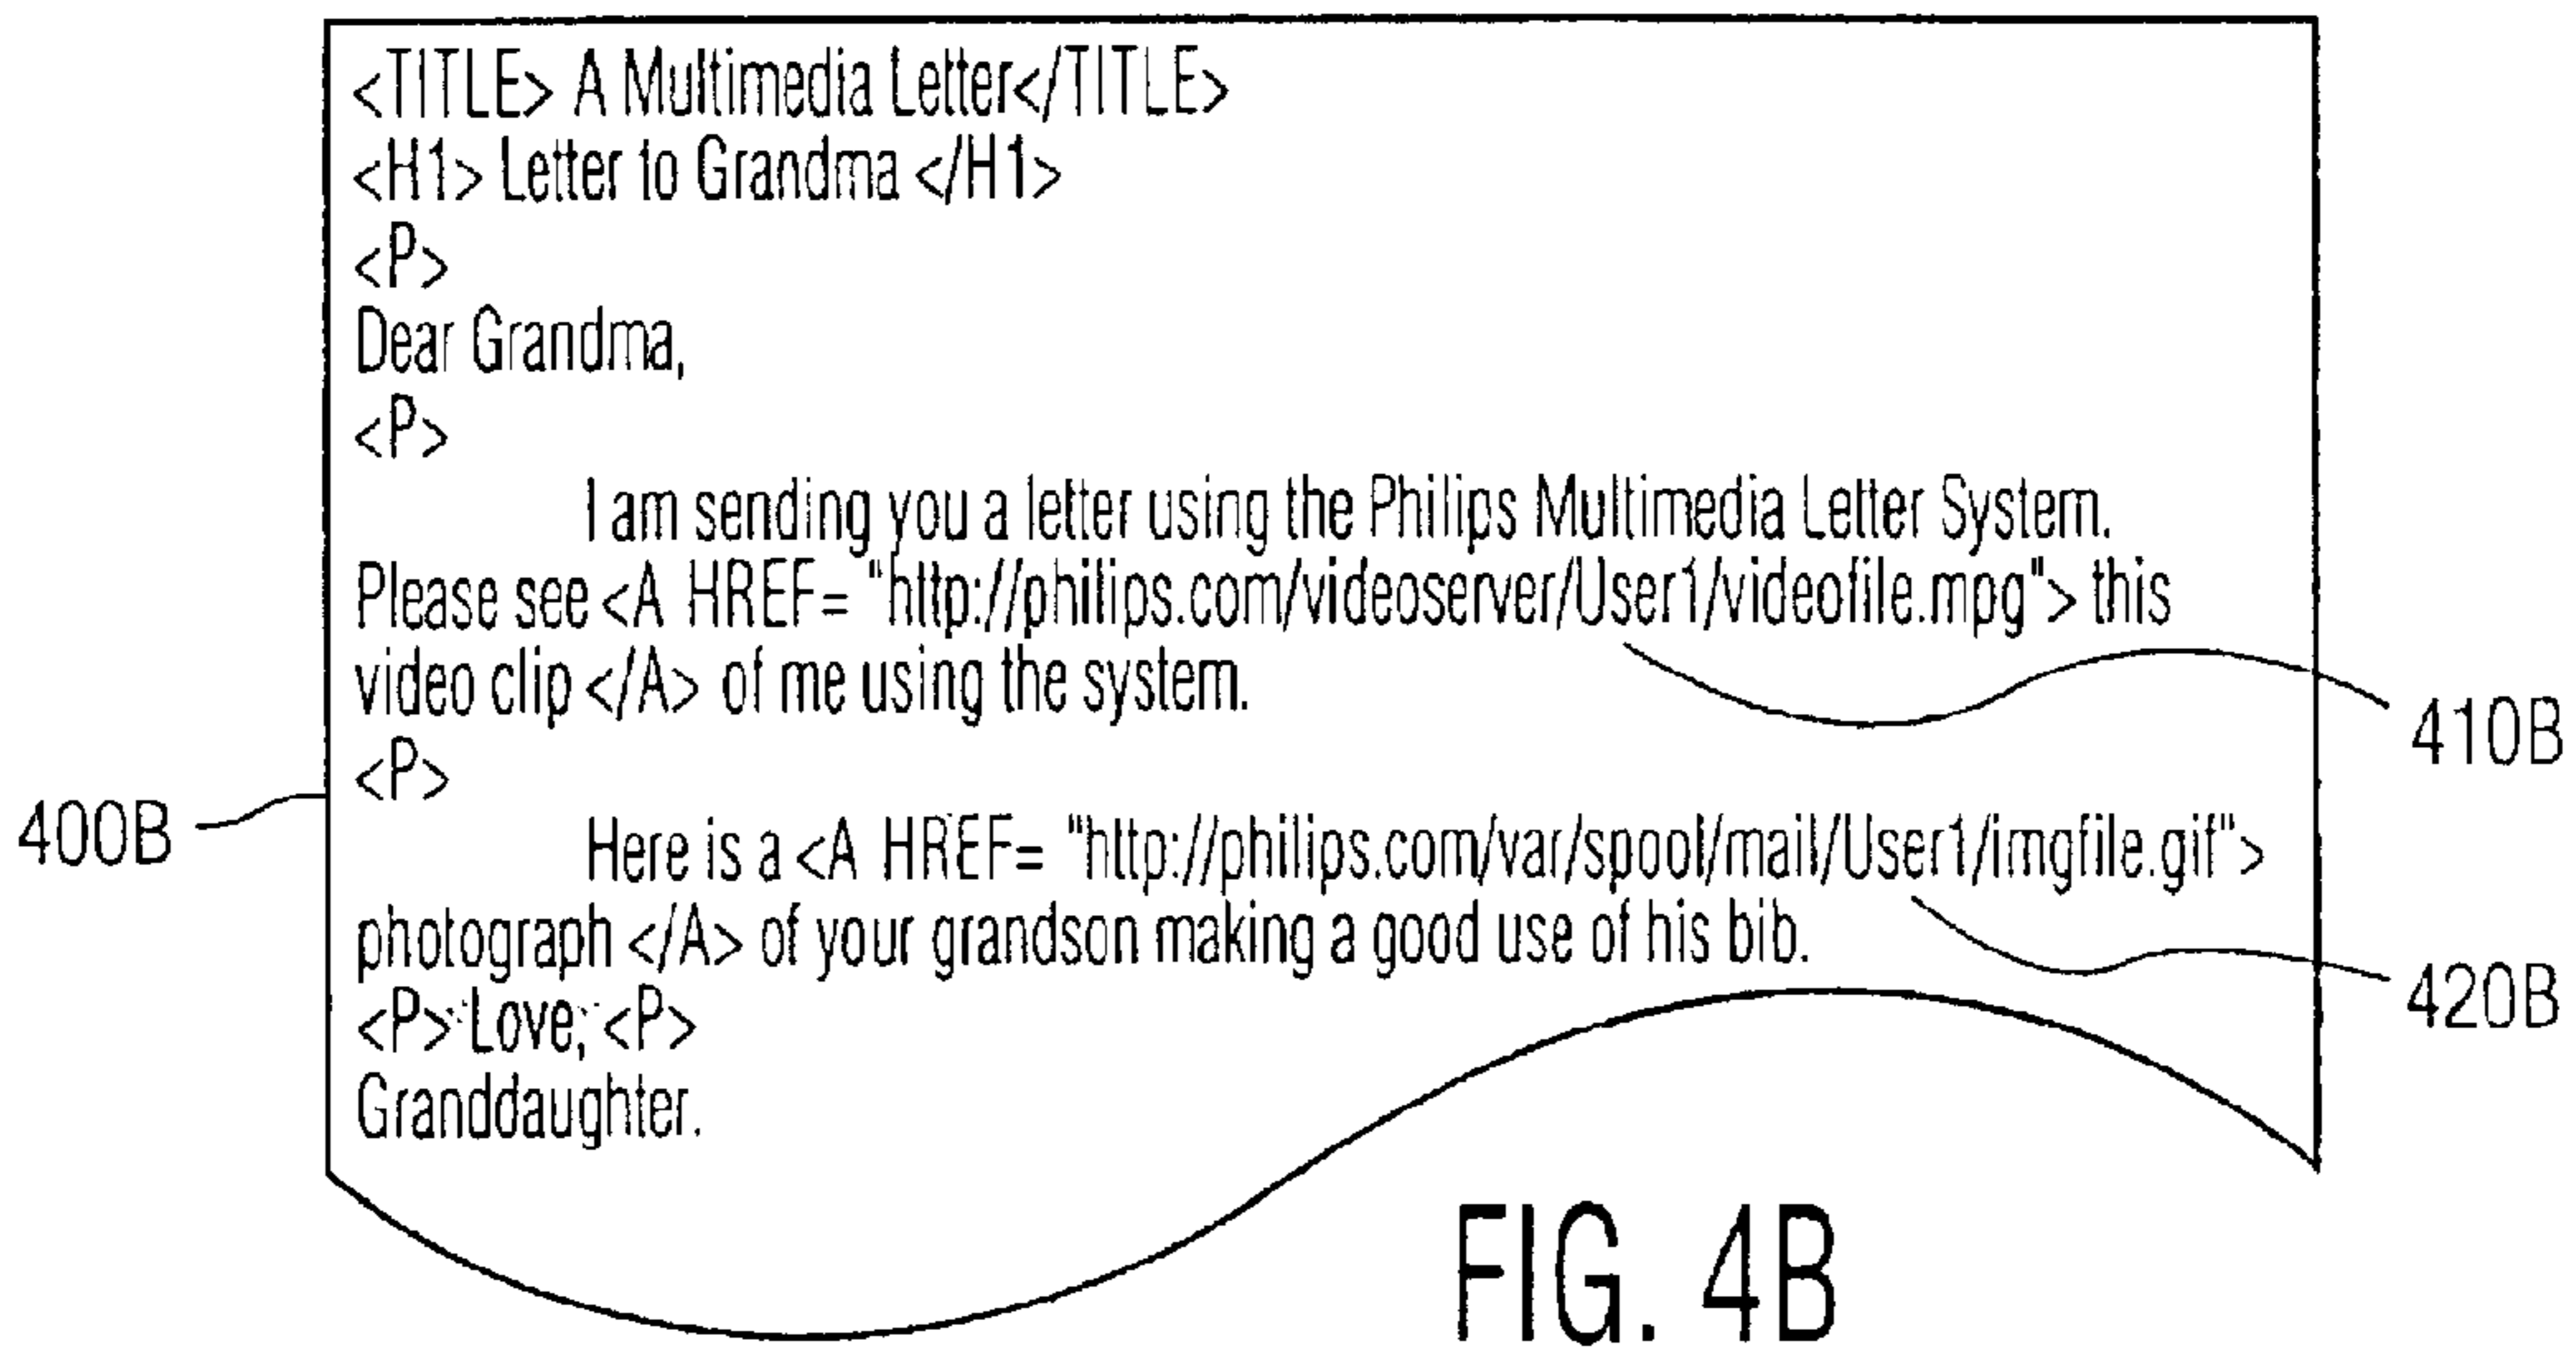 <TITLE> A Multimedia Letter</TITLE>
<H1> Letter to Grandma </H1>
<P>
Dear Grandma,
<P>
I am sending you a letter using the Philips Multimedia Letter System.
Please see <A HREF= "http://philips.com/videoserver/User1/videofile.mpg"> this
video clip </A> of me using the system.
410B
<P>
400B
Here is a <A HREF= "http://philips.com/var/spool/mail/User1/imgfile.gif">
photograph </A> of your grandson making a good use of his bib.
420B
<P> Love, <P>
Granddaughter.
FIG. 4B